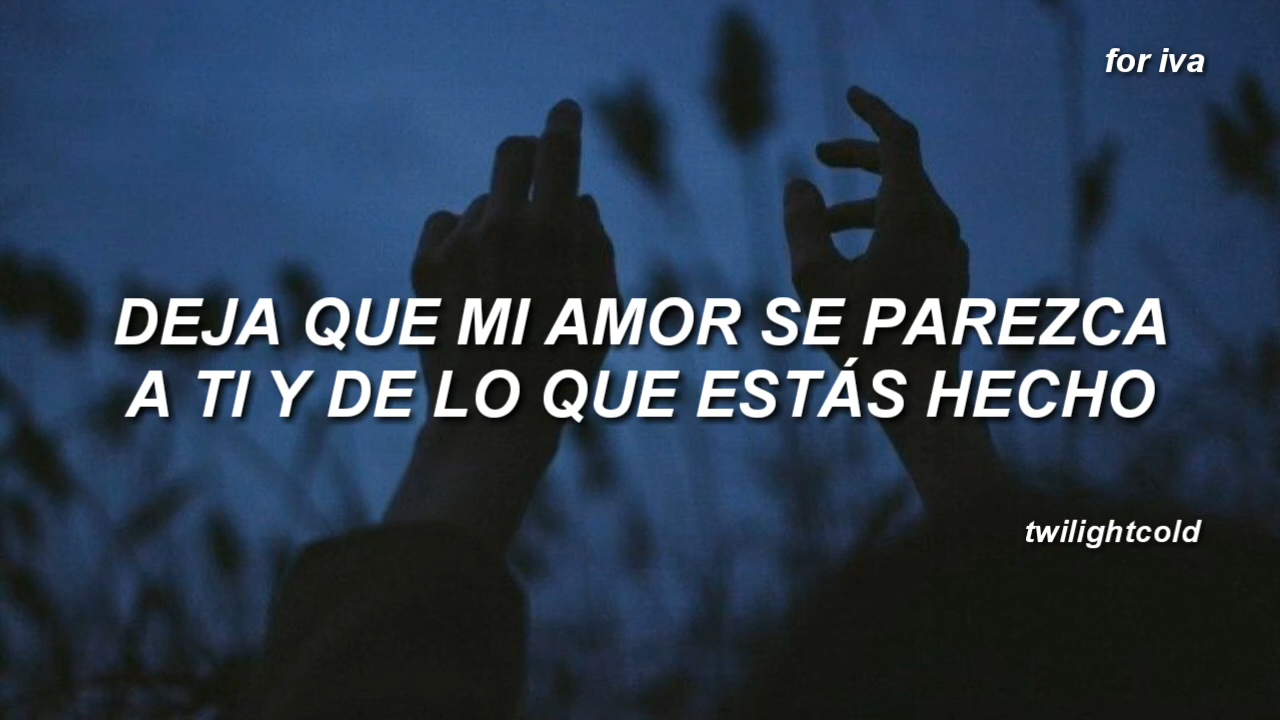 for iva
DEJA QUE MI AMOR SE PAREZCA
A TI Y DE LO QUE ESTÁS HECHO
twilightcold